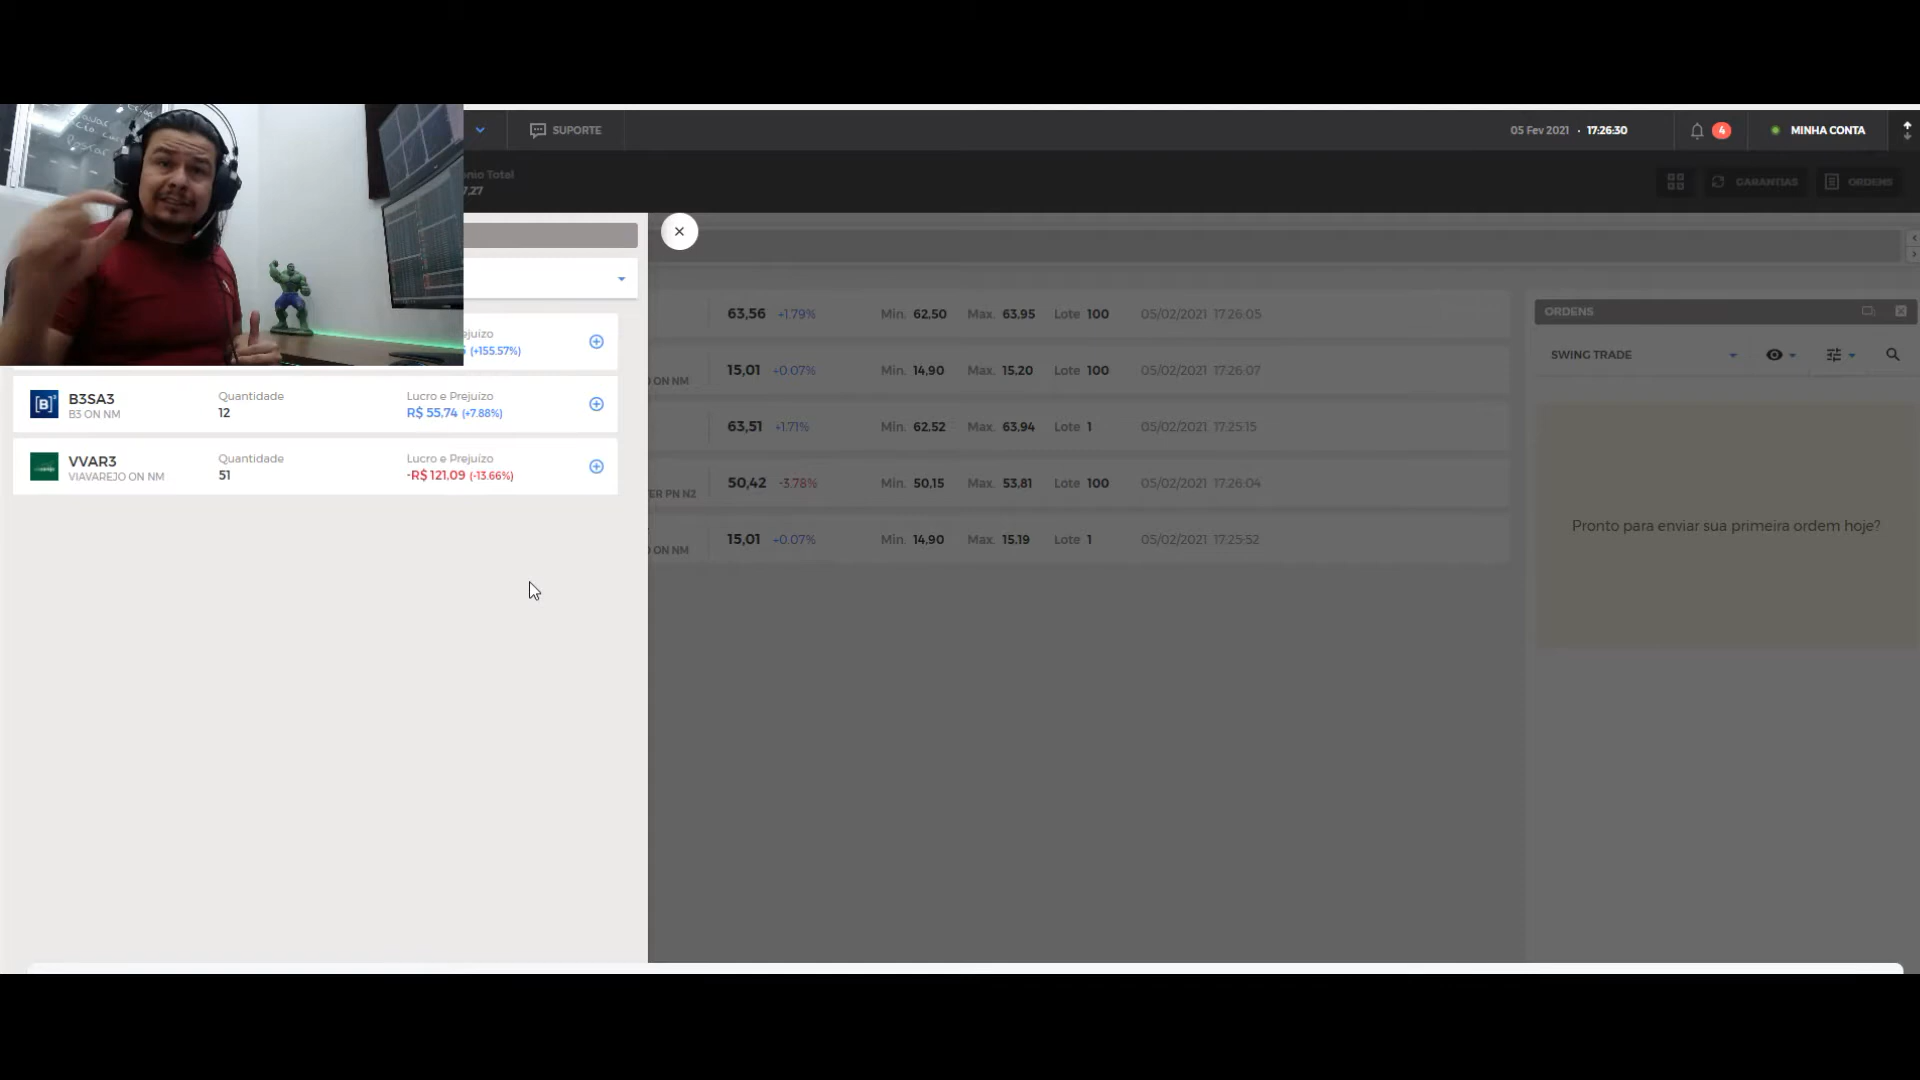 SUPORTE
05 Fev 2021 · 17:26:30
4
MINHA CONTA
nio Total
7,27
GARANTIAS
ORDENS
ejuízo
(+155.57%)
B3SA3
B3 ON NM
Quantidade
12
Lucro e Prejuízo
R$ 55,74 (+7.88%)
VVAR3
VIAVAREJO ON NM
Quantidade
51
Lucro e Prejuízo
-R$ 121,09 (-13.66%)
63,56 +1.79% Min. 62,50 Max. 63,95 Lote 100 05/02/2021 17:26:05
15,01 +0.07% Min. 14,90 Max. 15,20 Lote 100 05/02/2021 17:26:07
O ON NM
63,51 +1.71% Min. 62,52 Max. 63,94 Lote 1 05/02/2021 17:25:15
50,42 -3.78% Min. 50,15 Max. 53,81 Lote 100 05/02/2021 17:26:04
ER PN N2
15,01 +0.07% Min. 14,90 Max. 15,19 Lote 1 05/02/2021 17:25:52
O ON NM
ORDENS
SWING TRADE
Pronto para enviar sua primeira ordem hoje?